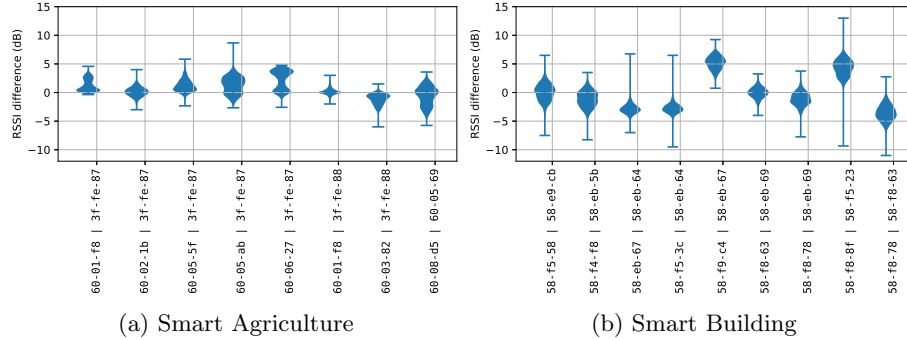 15
10
5
0
−5
−10
RSSI difference (dB)
60-01-f8 | 3f-fe-87
60-02-1b | 3f-fe-87
60-05-5f | 3f-fe-87
60-05-ab | 3f-fe-87
60-06-27 | 3f-fe-87
60-01-f8 | 3f-fe-88
60-03-82 | 3f-fe-88
60-08-d5 | 60-05-69
(a) Smart Agriculture
15
10
5
0
−5
−10
RSSI difference (dB)
58-f5-58 | 58-e9-cb
58-f4-f8 | 58-eb-5b
58-eb-67 | 58-eb-64
58-f5-3c | 58-eb-64
58-f9-c4 | 58-eb-67
58-f8-63 | 58-eb-69
58-f8-78 | 58-eb-69
58-f8-8f | 58-f5-23
58-f8-78 | 58-f8-63
(b) Smart Building